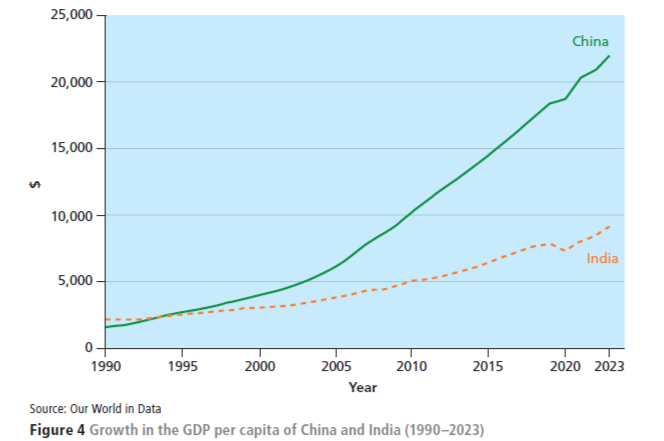 25,000
China
20,000
15,000
$
10,000
India
5,000
0
1990 1995 2000 2005 2010 2015 2020 2023
Year
Source: Our World in Data
Figure 4 Growth in the GDP per capita of China and India (1990–2023)